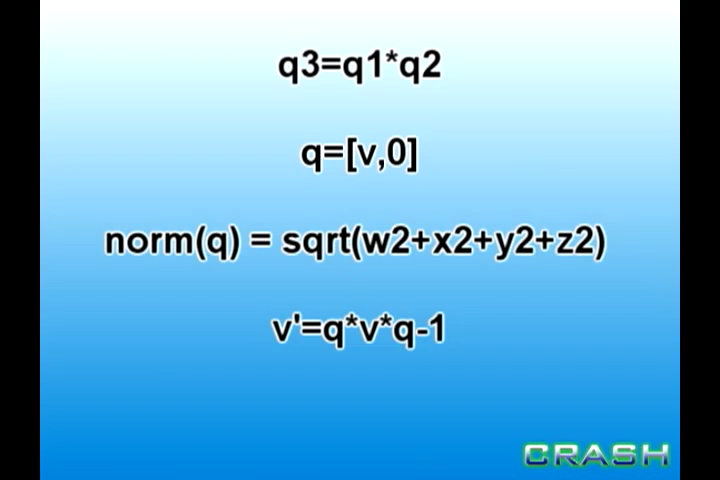 q3=q1*q2
q=[v,0]
norm(q) = sqrt(w2+x2+y2+z2)
v'=q*v*q-1
CRASH